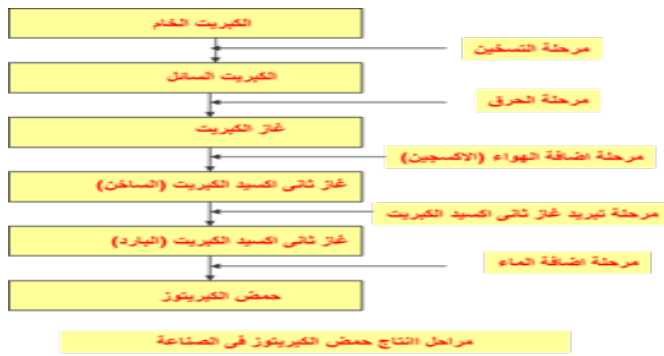 الكبريت الخام
مرحلة التسخين
الكبريت السائل
مرحلة الحرق
غاز الكبريت
مرحلة اضافة الهواء (الاكسجين)
غاز ثانى اكسيد الكبريت (الساخن)
مرحلة تبريد غاز ثانى اكسيد الكبريت
غاز ثانى اكسيد الكبريت (البارد)
مرحلة اضافة الماء
حمض الكبريتوز
مراحل انتاج حمض الكبريتوز فى الصناعة